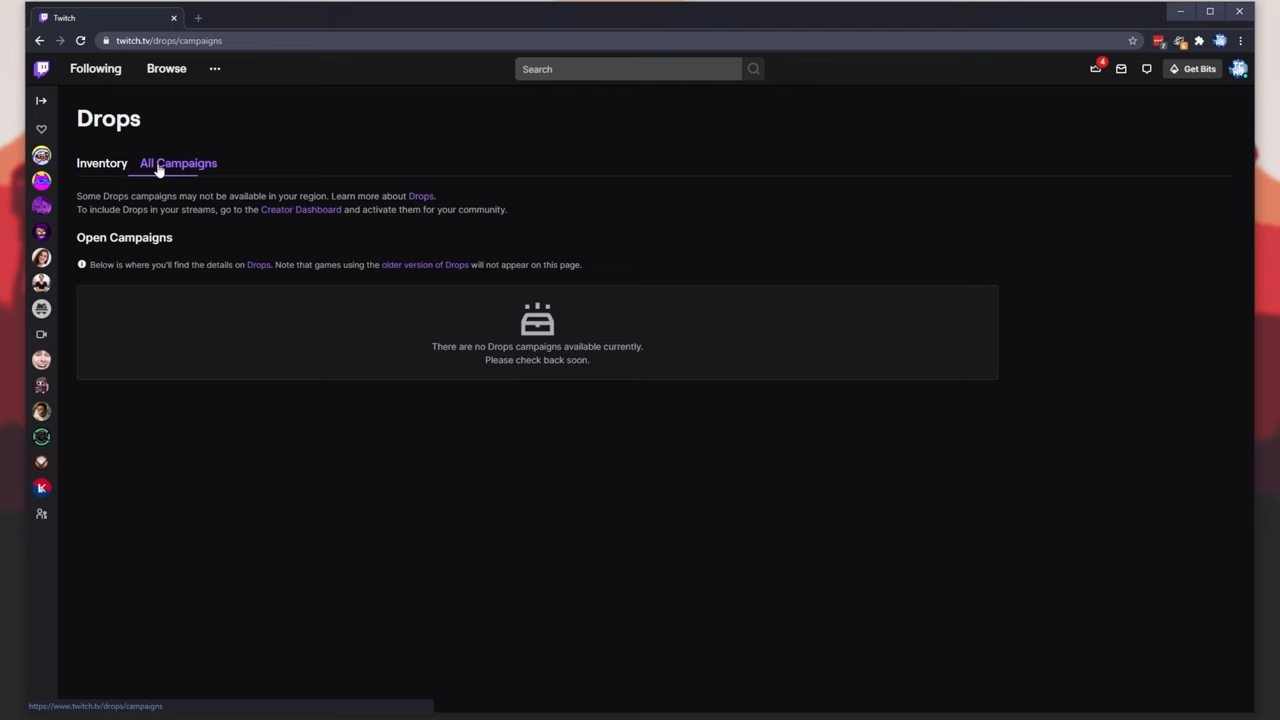 Twitch
twitch.tv/drops/campaigns
Following Browse
Search
4
Get Bits
Drops
Inventory All Campaigns
Some Drops campaigns may not be available in your region. Learn more about Drops.
To include Drops in your streams, go to the Creator Dashboard and activate them for your community.
Open Campaigns
Below is where you'll find the details on Drops. Note that games using the older version of Drops will not appear on this page.
There are no Drops campaigns available currently.
Please check back soon.
https://www.twitch.tv/drops/campaigns